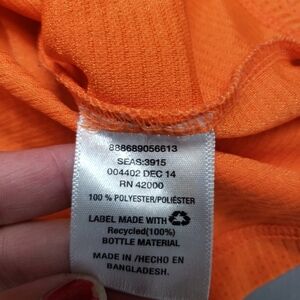 888689056613
SEAS:3915
004402 DEC 14
RN 42000
100 % POLYESTER/POLIÉSTER
LABEL MADE WITH
Recycled(100%)
BOTTLE MATERIAL
MADE IN /HECHO EN
BANGLADESH.